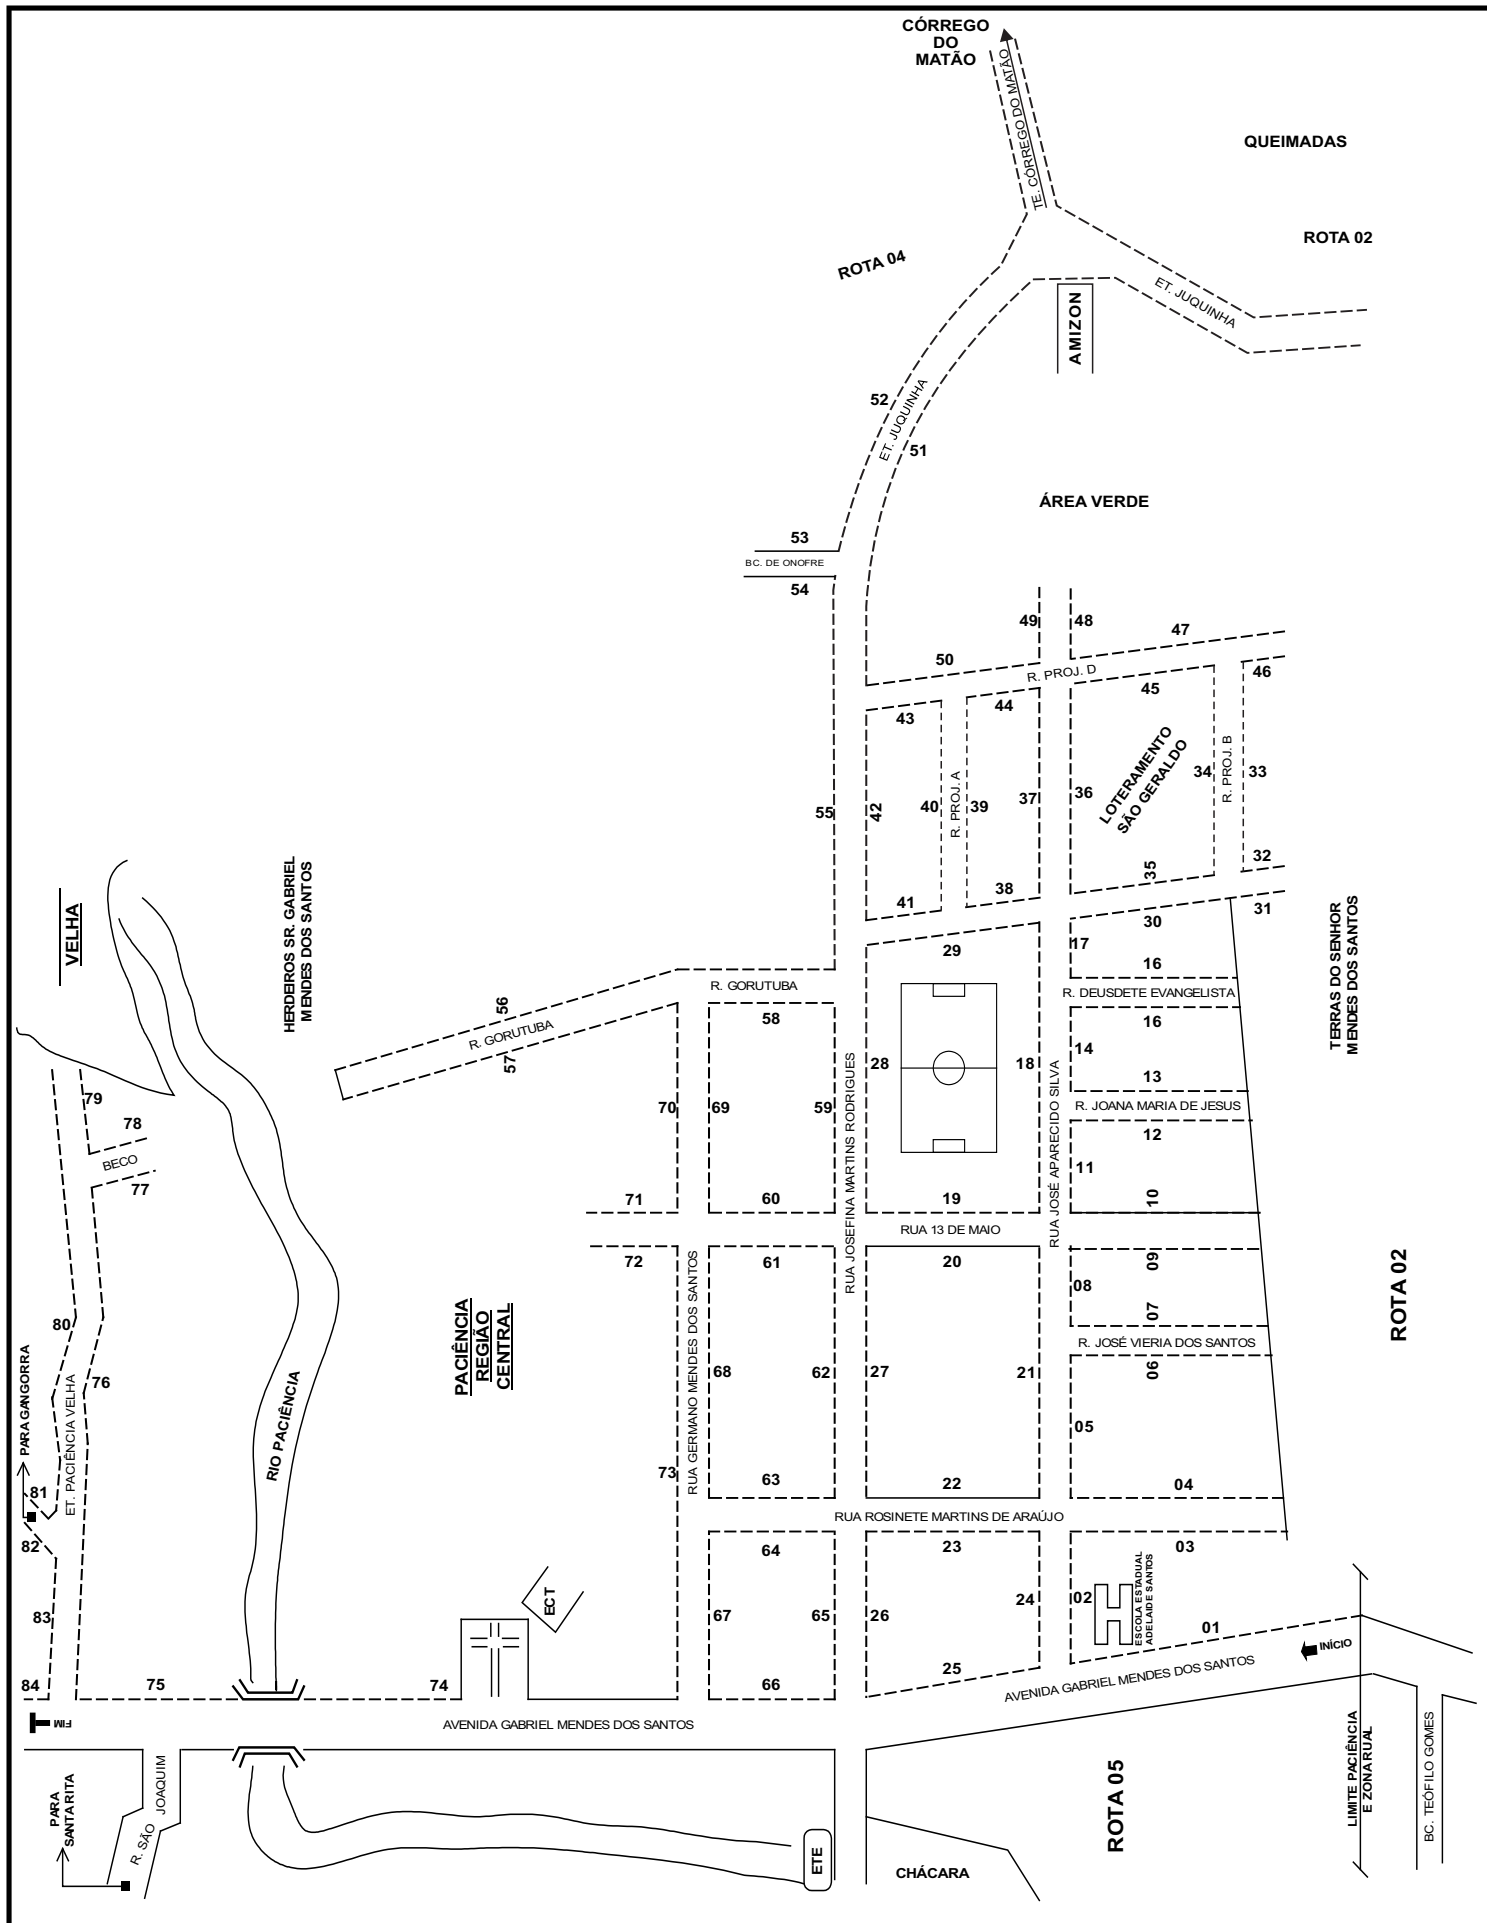 CÓRREGO
DO
MATÃO
TE. CÓRREGO DO MATÃO
QUEIMADAS
ROTA 02
ROTA 04
ET. JUQUINHA
AMIZON
52
ET. JUQUINHA
51
ÁREA VERDE
53
BC. DE ONOFRE
54
49
48
47
50
R. PROJ. D
46
43
44
45
55
42
40
R. PROJ. A
39
37
36
LOTERAMENTO
SÃO GERALDO
34
R. PROJ. B
33
41
38
35
32
31
29
17
30
16
VELHA
HERDEIROS SR. GABRIEL
MENDES DOS SANTOS
TERRAS DO SENHOR
MENDES DOS SANTOS
56
R. GORUTUBA
57
R. GORUTUBA
58
R. DEUSDETE EVANGELISTA
16
28
18
14
13
70
69
59
RUA JOSEFINA MARTINS RODRIGUES
RUA JOSÉ APARECIDO SILVA
R. JOANA MARIA DE JESUS
12
11
10
79
78
BECO
77
71
60
19
RUA 13 DE MAIO
72
61
20
09
08
07
80
PARA GANGORRA
76
ET. PACIÊNCIA VELHA
RIO PACIÊNCIA
PACIÊNCIA
REGIÃO
CENTRAL
RUA GERMANO MENDES DOS SANTOS
68
62
27
21
R. JOSÉ VIERIA DOS SANTOS
06
05
ROTA 02
73
63
22
04
81
82
RUA ROSINETE MARTINS DE ARAÚJO
64
23
03
83
ECT
67
65
26
24
02
ESCOLA ESTADUAL
ADELAIDE SANTOS
01
INÍCIO
84
75
74
66
25
AVENIDA GABRIEL MENDES DOS SANTOS
FIM
AVENIDA GABRIEL MENDES DOS SANTOS
PARA
SANTA RITA
R. SÃO JOAQUIM
ETE
CHÁCARA
ROTA 05
LIMITE PACIÊNCIA
E ZONA RUAL
BC. TEÓFILO GOMES